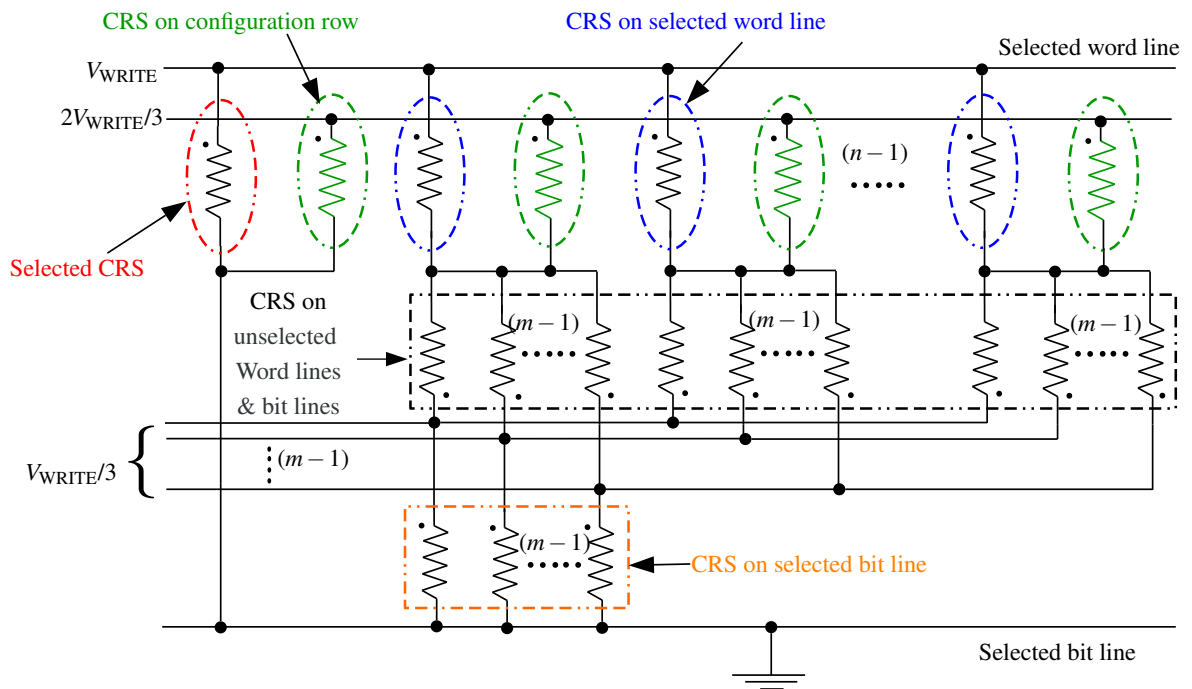 CRS on configuration row
CRS on selected word line
Selected word line
V_WRITE
2V_WRITE/3
(n − 1)
Selected CRS
CRS on
unselected
Word lines
& bit lines
(m − 1)
(m − 1)
(m − 1)
V_WRITE/3
(m − 1)
(m − 1)
CRS on selected bit line
Selected bit line